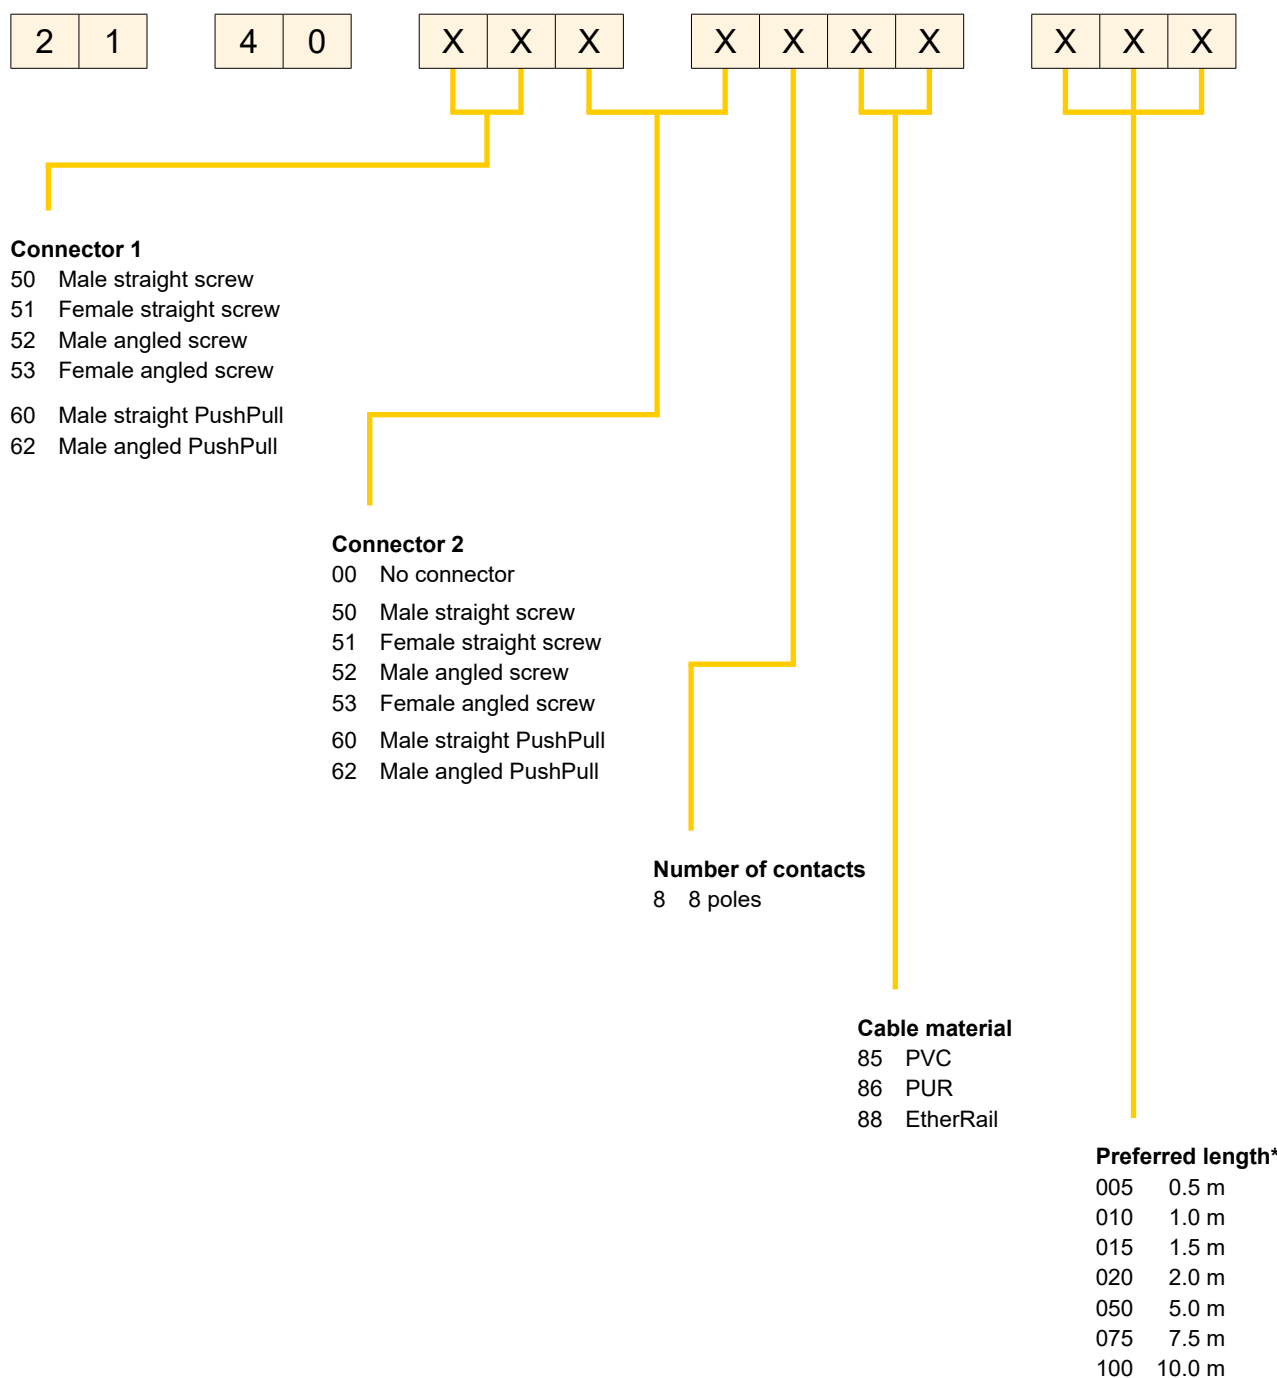 2 1 4 0 X X X X X X X X X X
Connector 1
50 Male straight screw
51 Female straight screw
52 Male angled screw
53 Female angled screw
60 Male straight PushPull
62 Male angled PushPull
Connector 2
00 No connector
50 Male straight screw
51 Female straight screw
52 Male angled screw
53 Female angled screw
60 Male straight PushPull
62 Male angled PushPull
Number of contacts
8 8 poles
Cable material
85 PVC
86 PUR
88 EtherRail
Preferred length*
005 0.5 m
010 1.0 m
015 1.5 m
020 2.0 m
050 5.0 m
075 7.5 m
100 10.0 m